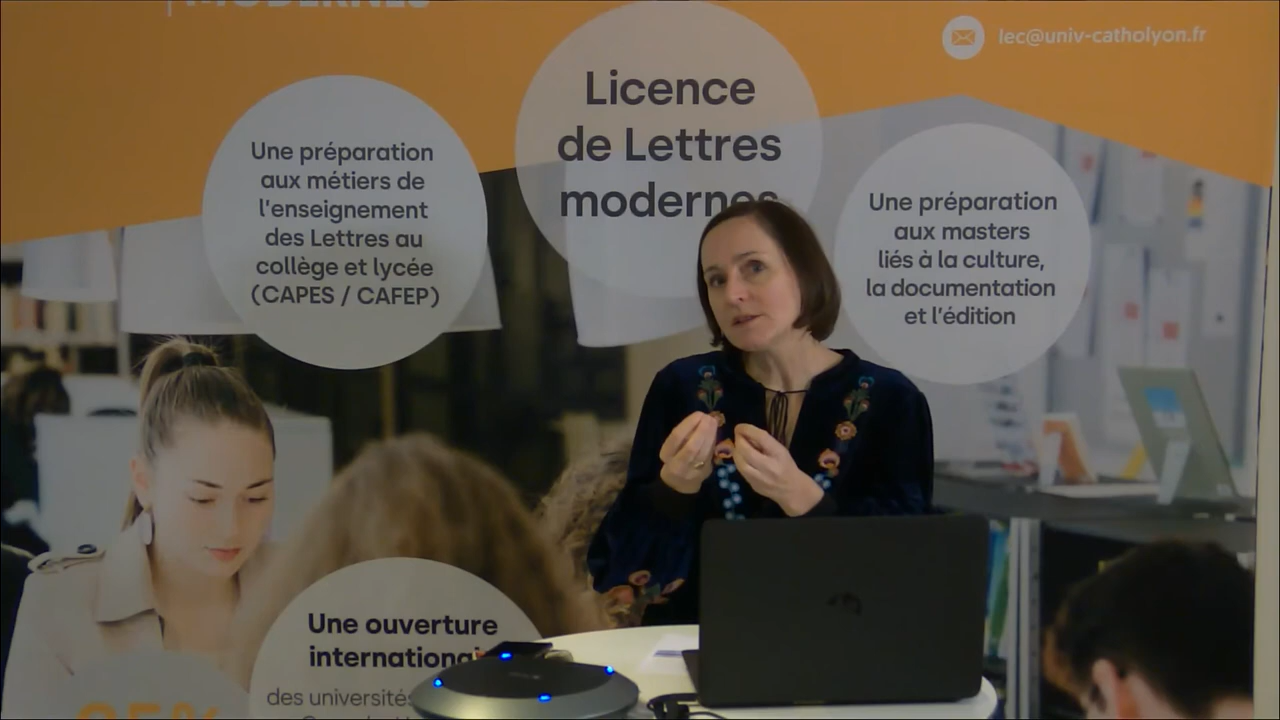 lec@univ-catholyon.fr
Licence
de Lettres
modernes
Une préparation
aux métiers de
l'enseignement
des Lettres au
collège et lycée
(CAPES / CAFEP)
Une préparation
aux masters
liés à la culture,
la documentation
et l'édition
Une ouverture
des universités